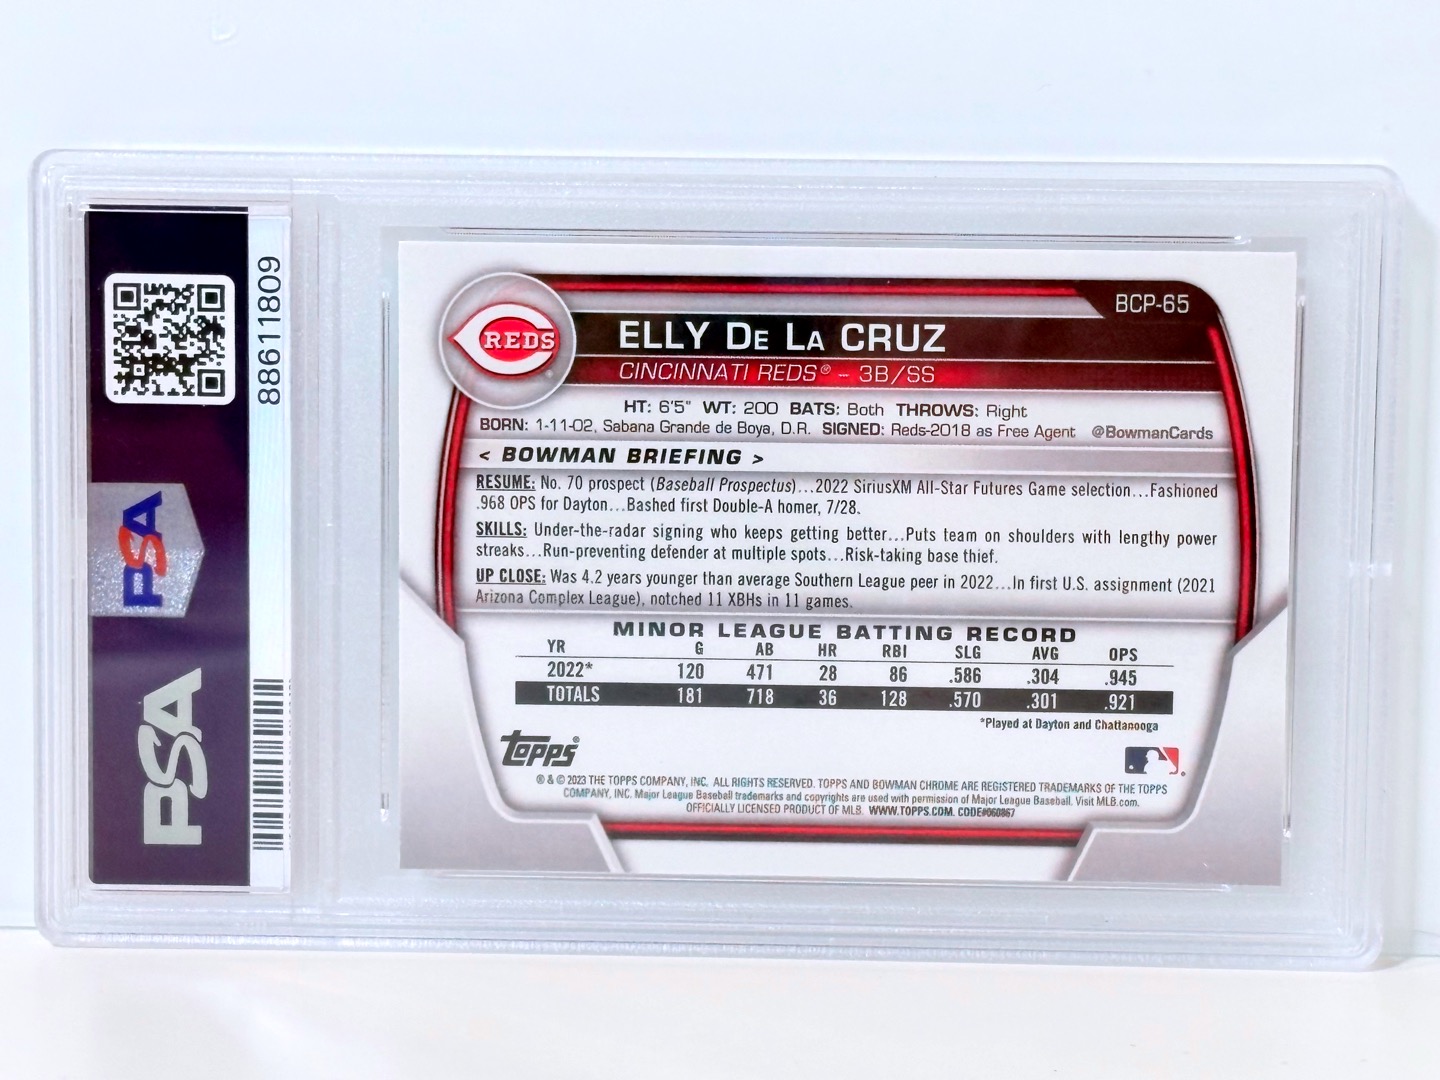 88611809
PSA
PSA
BCP-65
REDS
ELLY DE LA CRUZ
CINCINNATI REDS® - 3B/SS
HT: 6'5" WT: 200 BATS: Both THROWS: Right
BORN: 1-11-02, Sabana Grande de Boya, D.R. SIGNED: Reds-2018 as Free Agent @BowmanCards
< BOWMAN BRIEFING >
RESUME: No. 70 prospect (Baseball Prospectus)...2022 SiriusXM All-Star Futures Game selection...Fashioned
.968 OPS for Dayton...Bashed first Double-A homer, 7/28.
SKILLS: Under-the-radar signing who keeps getting better...Puts team on shoulders with lengthy power
streaks...Run-preventing defender at multiple spots...Risk-taking base thief.
UP CLOSE: Was 4.2 years younger than average Southern League peer in 2022...In first U.S. assignment (2021
Arizona Complex League), notched 11 XBHs in 11 games.
MINOR LEAGUE BATTING RECORD
YR G AB HR RBI SLG AVG OPS
2022* 120 471 28 86 .586 .304 .945
TOTALS 181 718 36 128 .570 .301 .921
*Played at Dayton and Chattanooga
Topps®
® & © 2023 THE TOPPS COMPANY, INC. ALL RIGHTS RESERVED. TOPPS AND BOWMAN CHROME ARE REGISTERED TRADEMARKS OF THE TOPPS
COMPANY, INC. Major League Baseball trademarks and copyrights are used with permission of Major League Baseball. Visit MLB.com.
OFFICIALLY LICENSED PRODUCT OF MLB. WWW.TOPPS.COM. CODE#060867